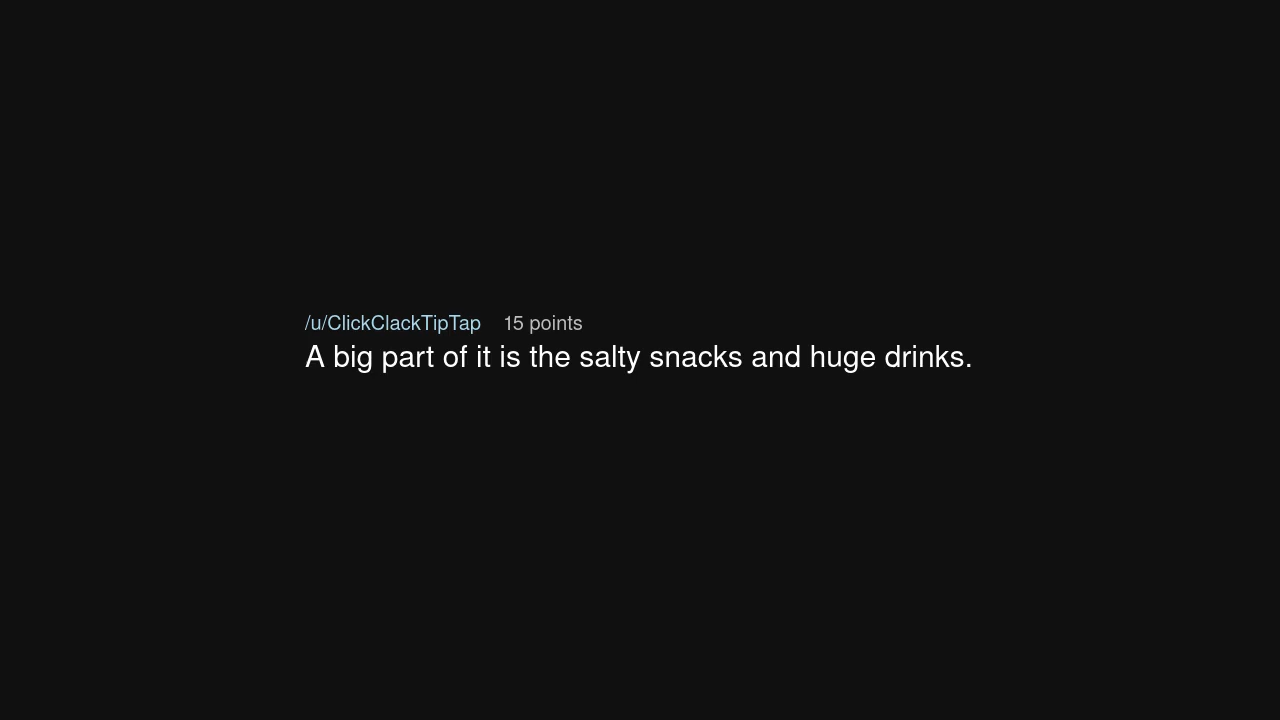 /u/ClickClackTipTap 15 points
A big part of it is the salty snacks and huge drinks.